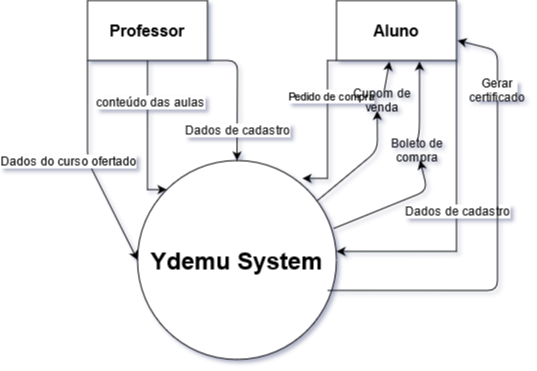 Professor
Aluno
Gerar
certificado
Pedido de compra
Cupom de
venda
conteúdo das aulas
Dados de cadastro
Boleto de
compra
Dados do curso ofertado
Dados de cadastro
Ydemu System